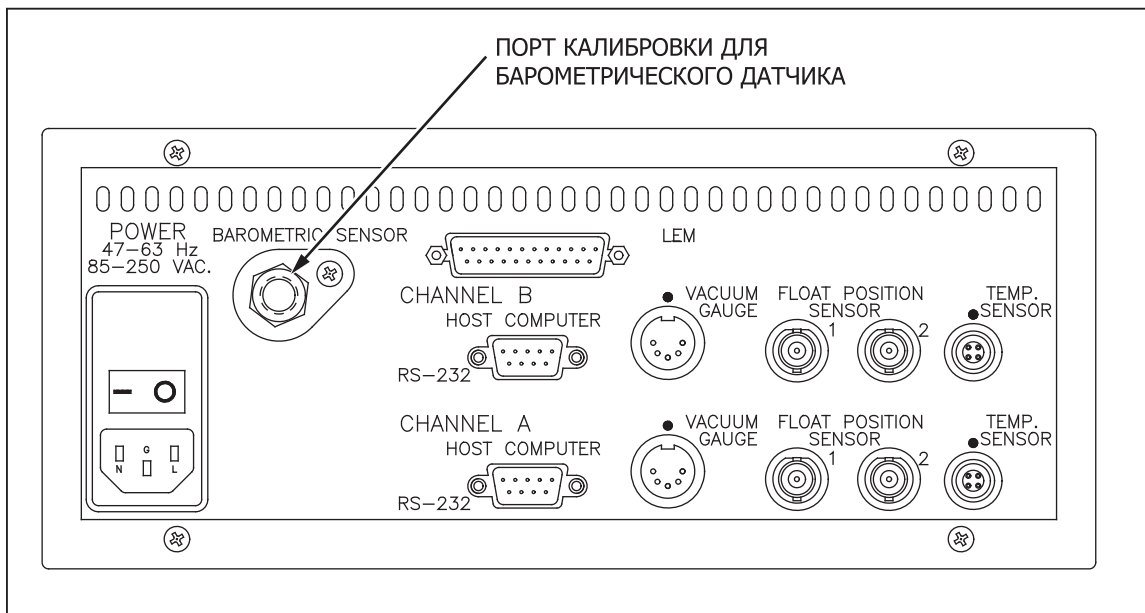 ПОРТ КАЛИБРОВКИ ДЛЯ
БАРОМЕТРИЧЕСКОГО ДАТЧИКА
POWER
47-63 Hz
85-250 VAC.
BAROMETRIC SENSOR
LEM
CHANNEL B
HOST COMPUTER
RS-232
VACUUM
GAUGE
FLOAT POSITION
SENSOR
1
2
TEMP.
SENSOR
CHANNEL A
HOST COMPUTER
RS-232
VACUUM
GAUGE
FLOAT POSITION
SENSOR
1
2
TEMP.
SENSOR
N G L